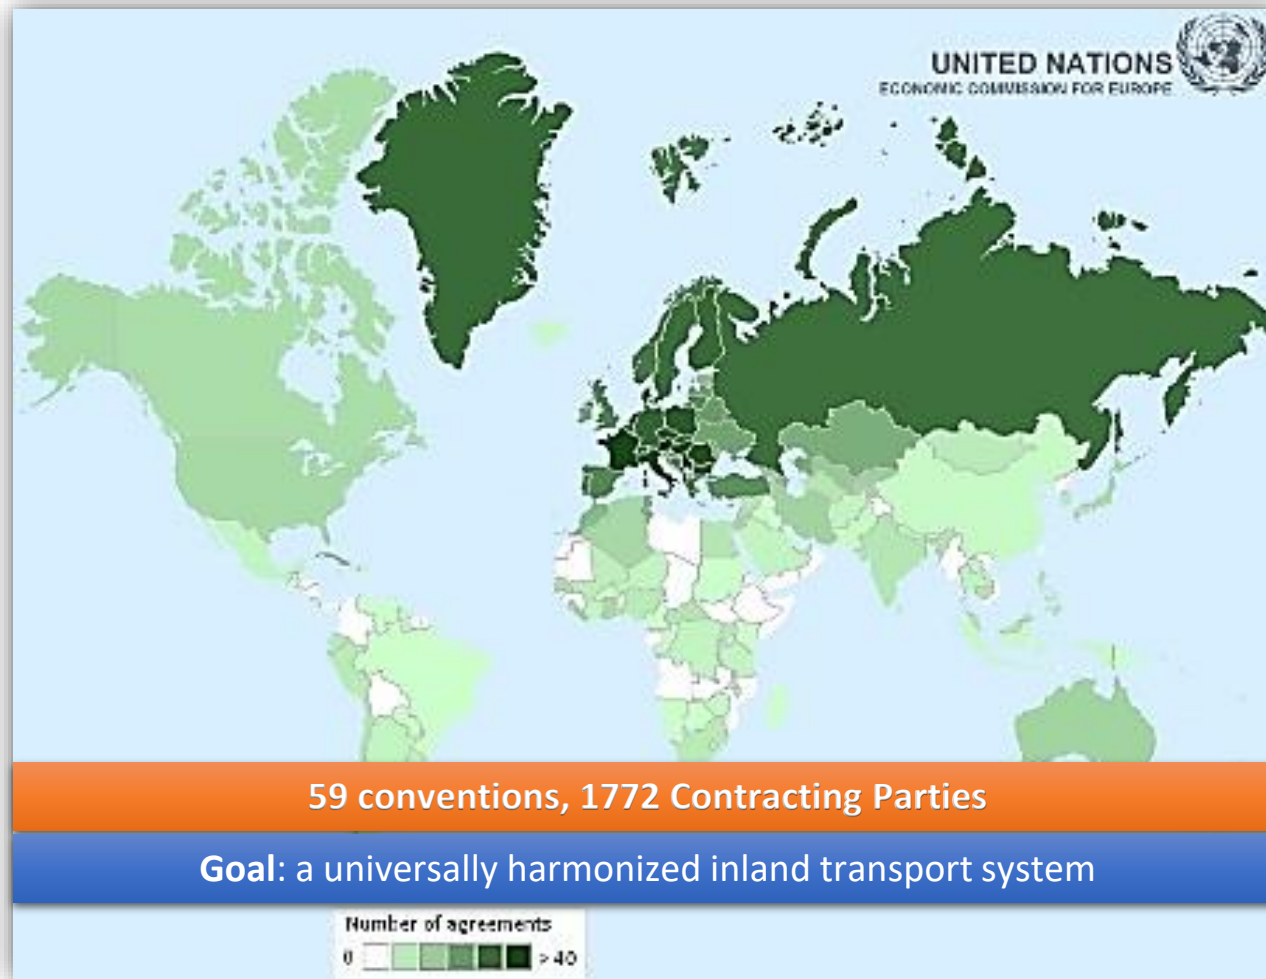 UNITED NATIONS
ECONOMIC COMMISSION FOR EUROPE
59 conventions, 1772 Contracting Parties
Goal: a universally harmonized inland transport system
Number of agreements
0 > 40